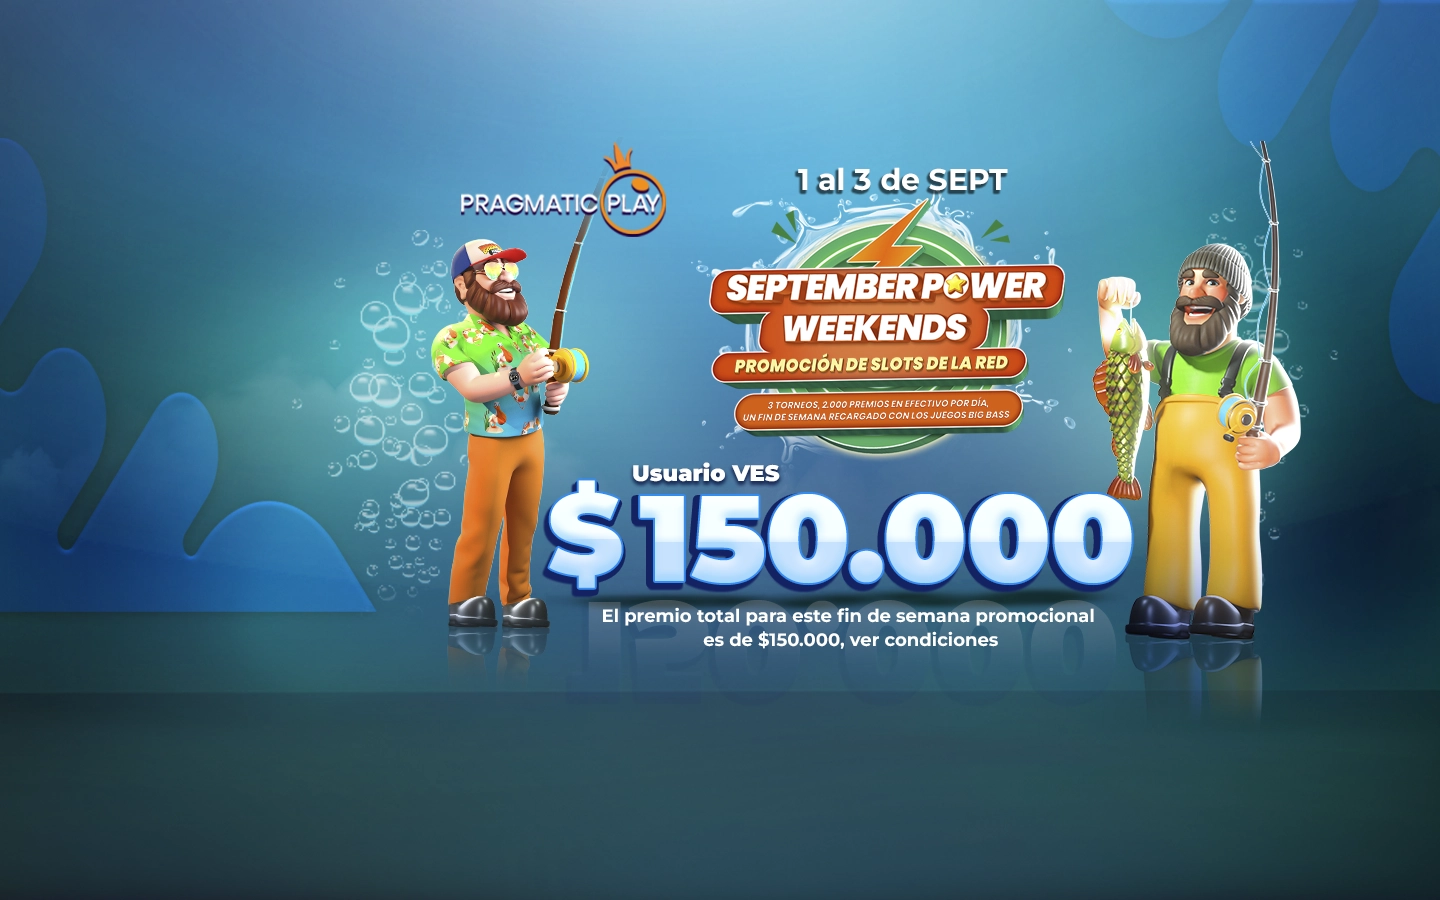 PRAGMATIC PLAY
1 al 3 de SEPT
SEPTEMBER POWER
WEEKENDS
PROMOCIÓN DE SLOTS DE LA RED
3 TORNEOS, 2.000 PREMIOS EN EFECTIVO POR DÍA,
UN FIN DE SEMANA RECARGADO CON LOS JUEGOS BIG BASS
Usuario VES
$150.000
El premio total para este fin de semana promocional
es de $150.000, ver condiciones